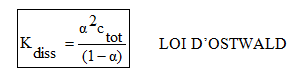 K_diss = α²c_tot / (1 − α) LOI D'OSTWALD